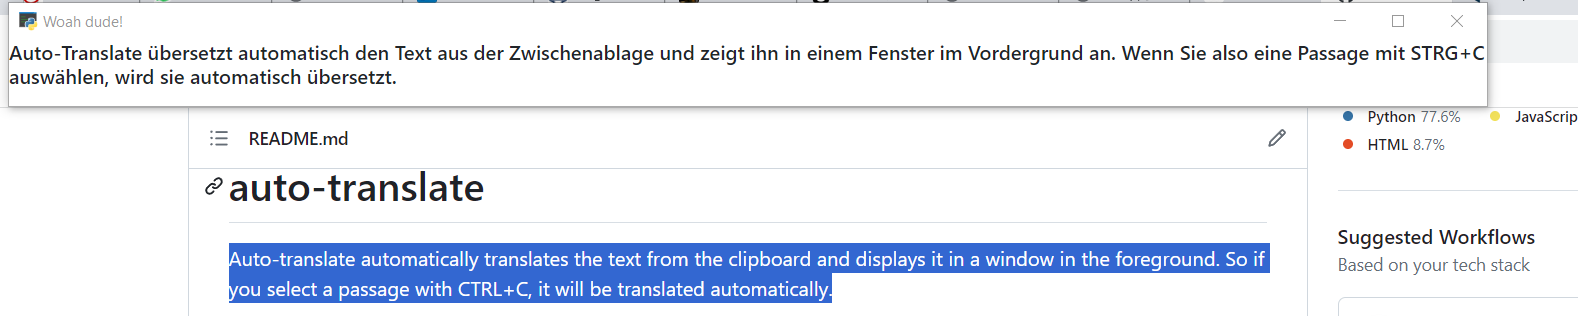 Woah dude!
Auto-Translate übersetzt automatisch den Text aus der Zwischenablage und zeigt ihn in einem Fenster im Vordergrund an. Wenn Sie also eine Passage mit STRG+C
auswählen, wird sie automatisch übersetzt.
README.md
auto-translate
Auto-translate automatically translates the text from the clipboard and displays it in a window in the foreground. So if
you select a passage with CTRL+C, it will be translated automatically.
Python 77.6%
JavaScrip
HTML 8.7%
Suggested Workflows
Based on your tech stack